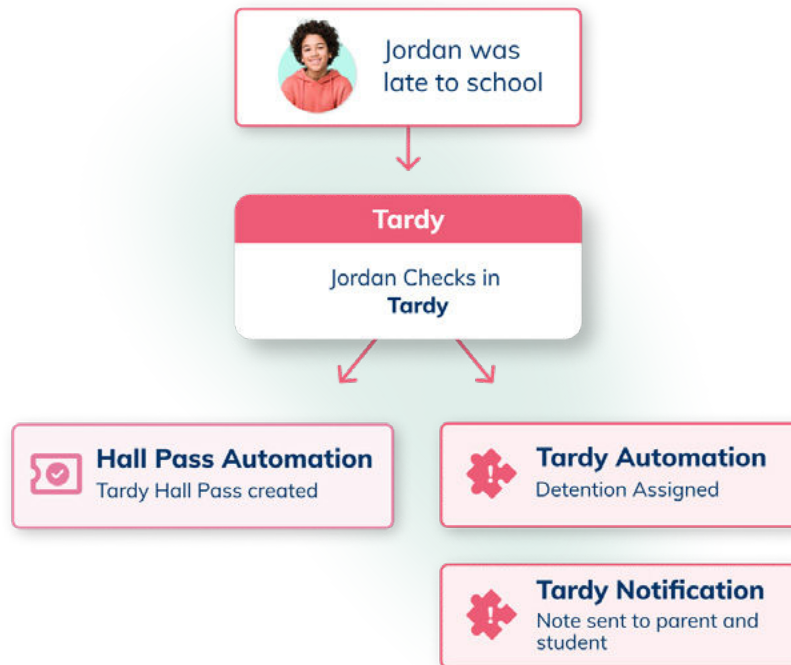 Jordan was
late to school
Tardy
Jordan Checks in
Tardy
Hall Pass Automation
Tardy Hall Pass created
Tardy Automation
Detention Assigned
Tardy Notification
Note sent to parent and
student